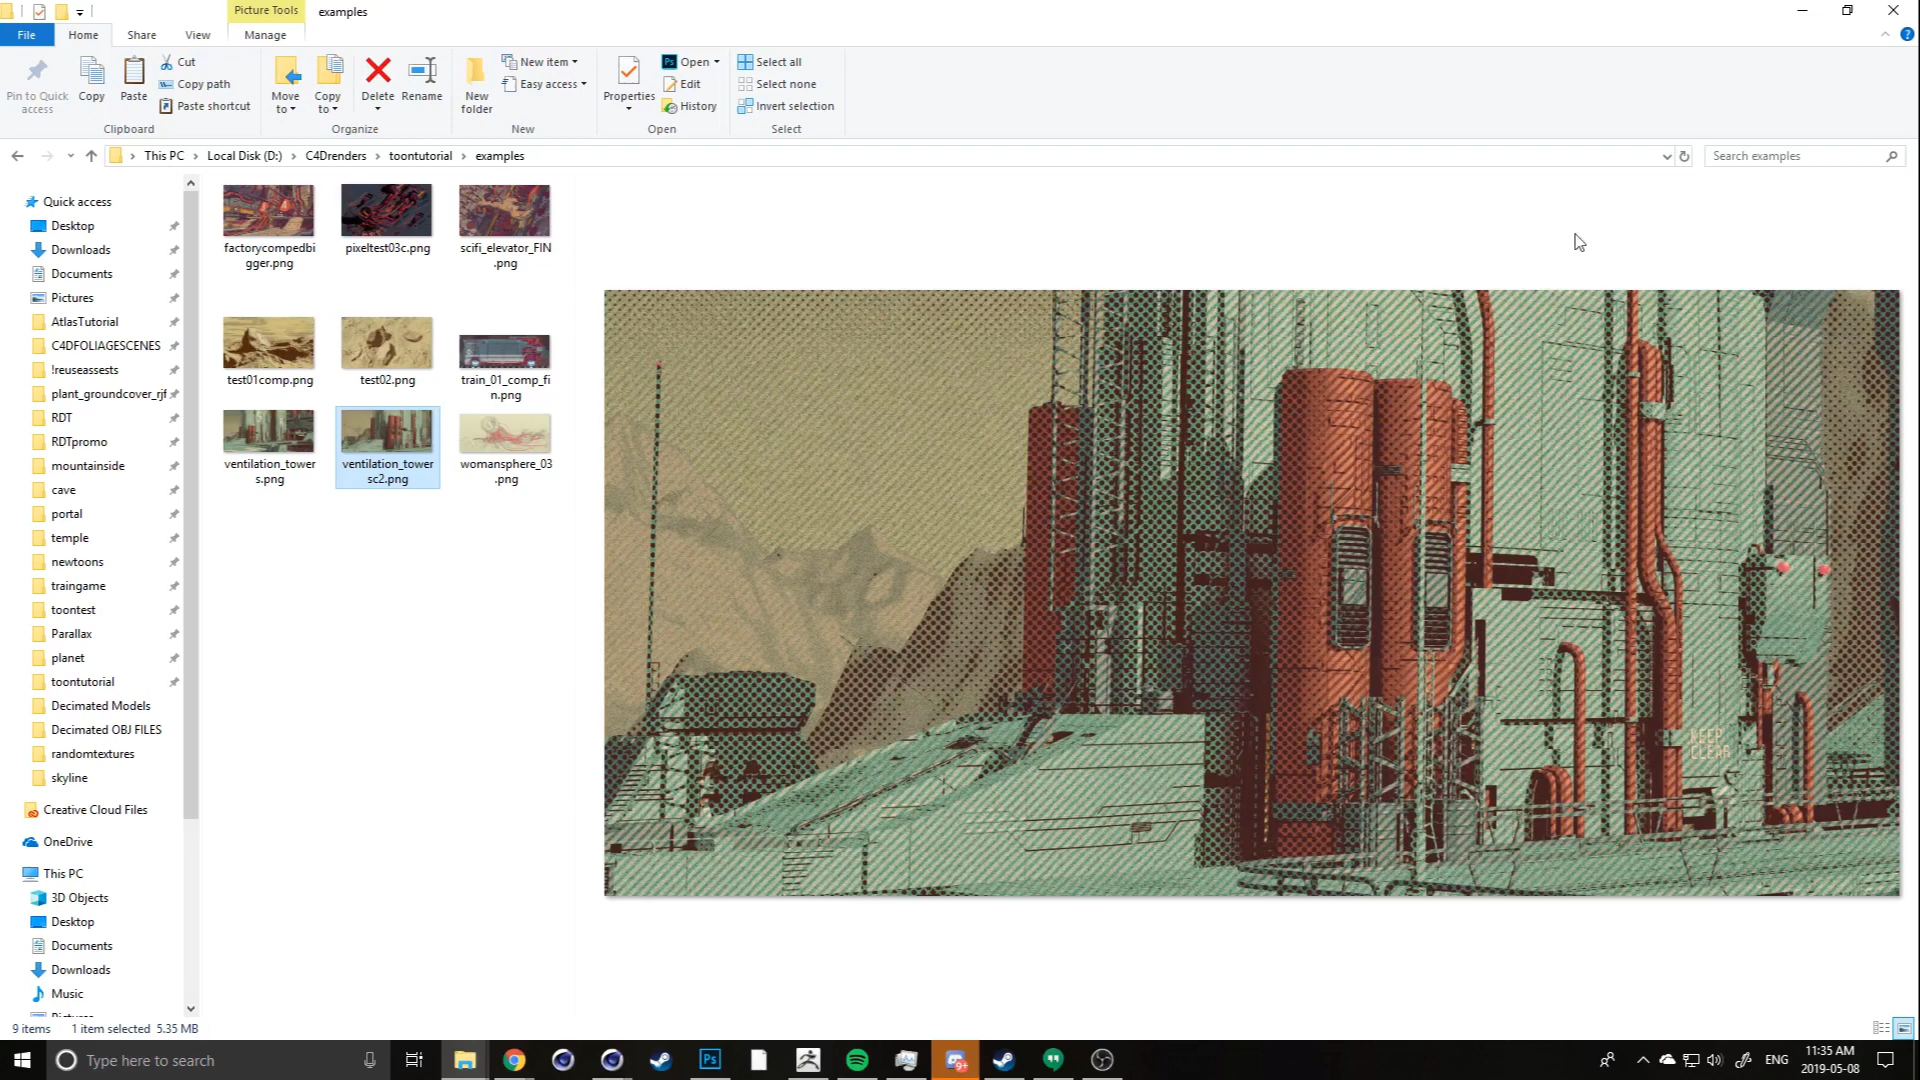 Picture Tools
examples
File
Home
Share
View
Manage
Pin to Quick
access
Copy
Paste
Cut
Copy path
Paste shortcut
Clipboard
Move
to
Copy
to
Delete
Rename
Organize
New
folder
New item
Easy access
New
Properties
Ps
Open
Edit
History
Open
Select all
Select none
Invert selection
Select
This PC
Local Disk (D:)
C4Drenders
toontutorial
examples
Search examples
Quick access
Desktop
Downloads
Documents
Pictures
AtlasTutorial
C4DFOLIAGESCENES
!reuseassests
plant_groundcover_rjf
RDT
RDTpromo
mountainside
cave
portal
temple
newtoons
traingame
toontest
Parallax
planet
toontutorial
Decimated Models
Decimated OBJ FILES
randomtextures
skyline
Creative Cloud Files
OneDrive
This PC
3D Objects
Desktop
Documents
Downloads
Music
factorycompedbi
gger.png
pixeltest03c.png
scifi_elevator_FIN
.png
test01comp.png
test02.png
train_01_comp_fi
n.png
ventilation_tower
s.png
ventilation_tower
sc2.png
womansphere_03
.png
KEEP
CLEAR
9 items
1 item selected 5.35 MB
Type here to search
Ps
9+
ENG
11:35 AM
2019-05-08